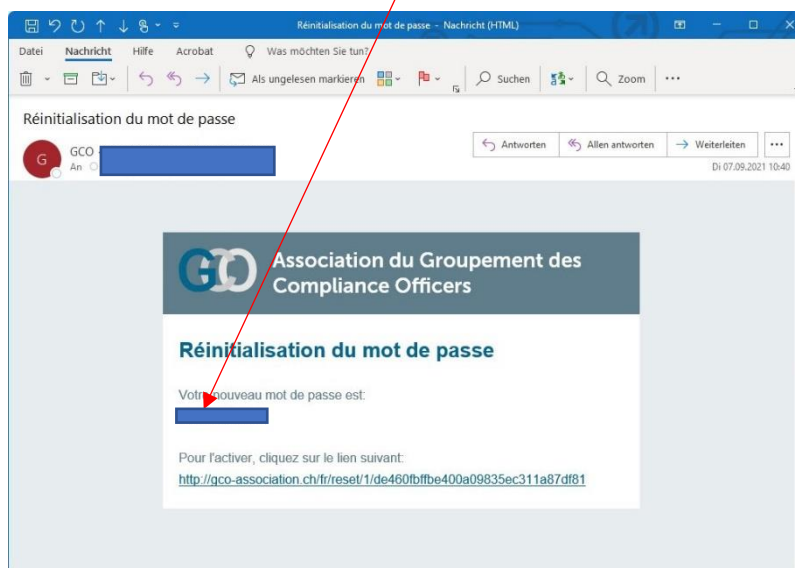 Réinitialisation du mot de passe - Nachricht (HTML)
Datei Nachricht Hilfe Acrobat Was möchten Sie tun?
Als ungelesen markieren Suchen Zoom
Réinitialisation du mot de passe
G
GCO -
An
Antworten Allen antworten Weiterleiten
Di 07.09.2021 10:40
GCO
Association du Groupement des
Compliance Officers
Réinitialisation du mot de passe
Votre nouveau mot de passe est:
Pour l'activer, cliquez sur le lien suivant:
http://gco-association.ch/fr/reset/1/de460fbffbe400a09835ec311a87df81